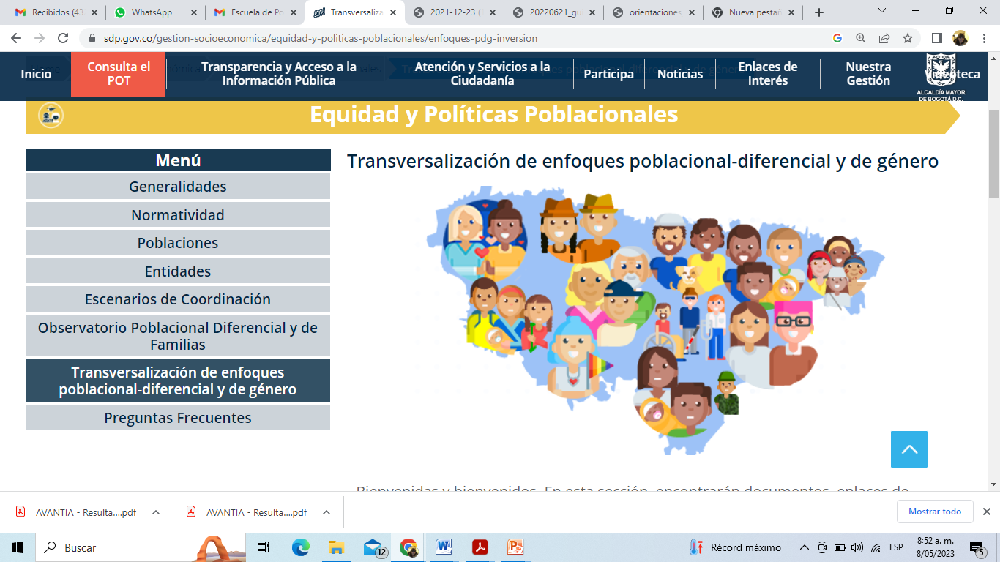 Recibidos (43
WhatsApp
Escuela de Po
Transversaliza
2021-12-23 (
20220621_gu
orientaciones
Nueva pestañ
sdp.gov.co/gestion-socioeconomica/equidad-y-politicas-poblacionales/enfoques-pdg-inversion
Inicio
Consulta el
POT
Transparencia y Acceso a la
Información Pública
Atención y Servicios a la
Ciudadanía
Participa
Noticias
Enlaces de
Interés
Nuestra
Gestión
Videoteca
ALCALDÍA MAYOR
DE BOGOTÁ D.C.
Equidad y Políticas Poblacionales
Menú
Generalidades
Normatividad
Poblaciones
Entidades
Escenarios de Coordinación
Observatorio Poblacional Diferencial y de
Familias
Transversalización de enfoques
poblacional-diferencial y de género
Preguntas Frecuentes
Transversalización de enfoques poblacional-diferencial y de género
Bienvenidas y bienvenidos. En esta sección, encontrarán documentos, enlaces de
AVANTIA - Resulta....pdf
AVANTIA - Resulta....pdf
Mostrar todo
Buscar
12
Récord máximo
ESP
8:52 a. m.
8/05/2023
5